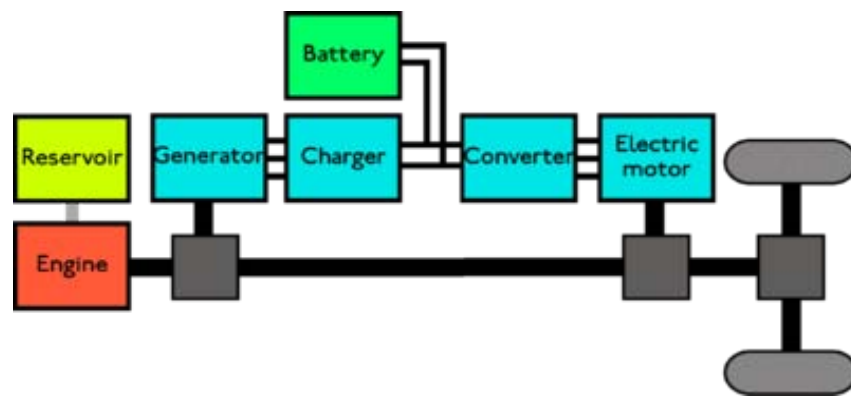 Battery
Reservoir
Generator
Charger
Converter
Electric
motor
Engine